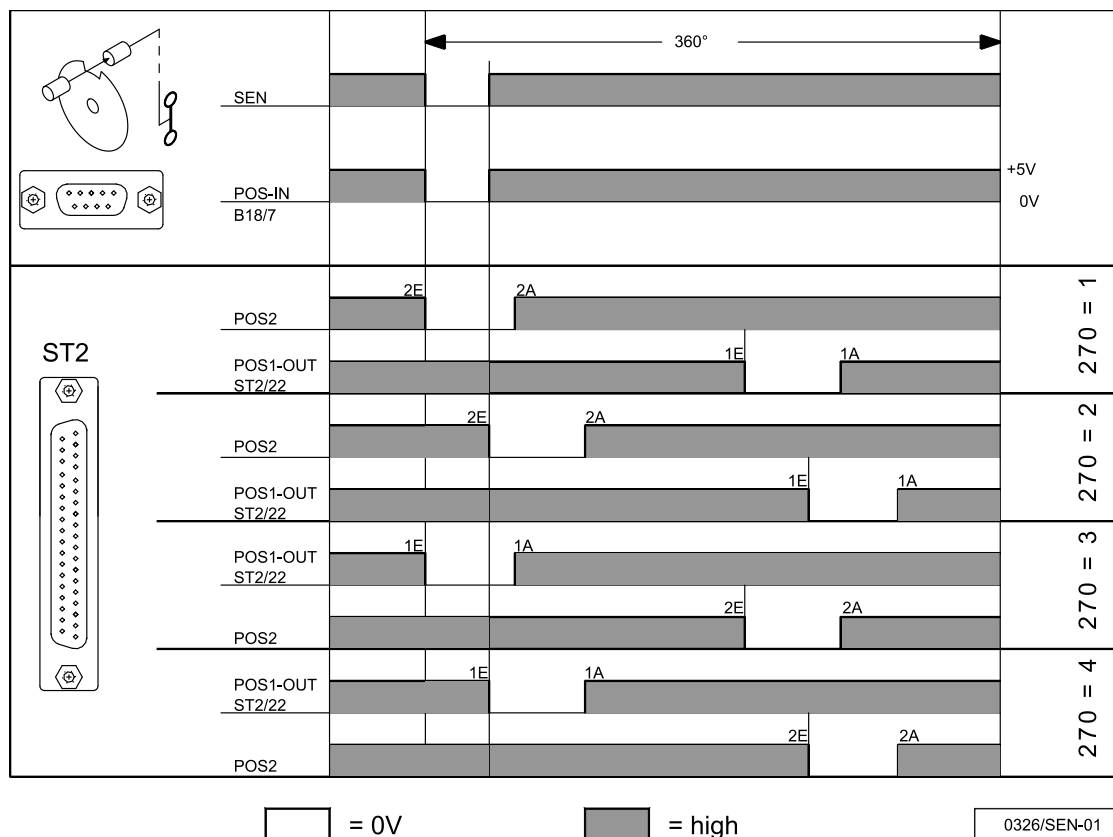 360°
SEN
POS-IN
B18/7
+5V
0V
ST2
2E 2A
POS2
1E 1A
POS1-OUT
ST2/22
270 = 1
2E 2A
POS2
1E 1A
POS1-OUT
ST2/22
270 = 2
1E 1A
POS1-OUT
ST2/22
2E 2A
POS2
270 = 3
1E 1A
POS1-OUT
ST2/22
2E 2A
POS2
270 = 4
= 0V
= high
0326/SEN-01